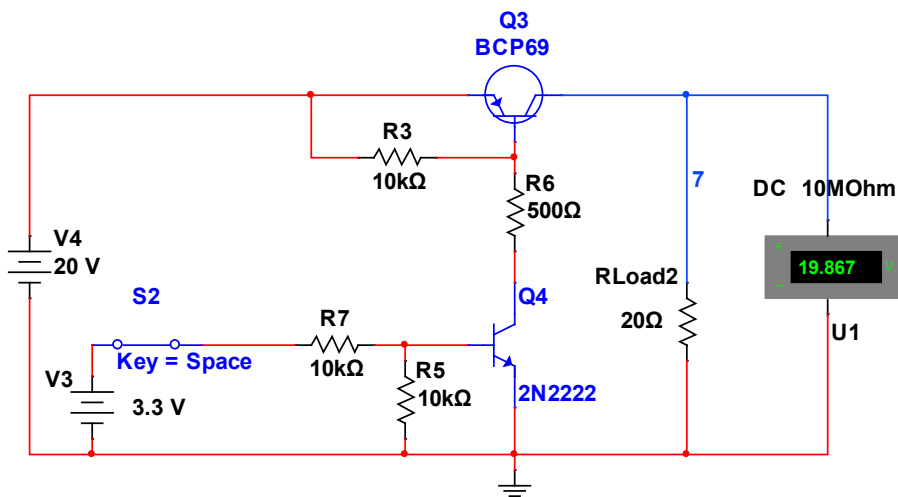 Q3
BCP69
R3
10kΩ
R6
500Ω
7
DC 10MOhm
V4
20 V
19.867 V
+
-
S2
Q4
RLoad2
20Ω
U1
R7
10kΩ
Key = Space
V3
3.3 V
R5
10kΩ
2N2222